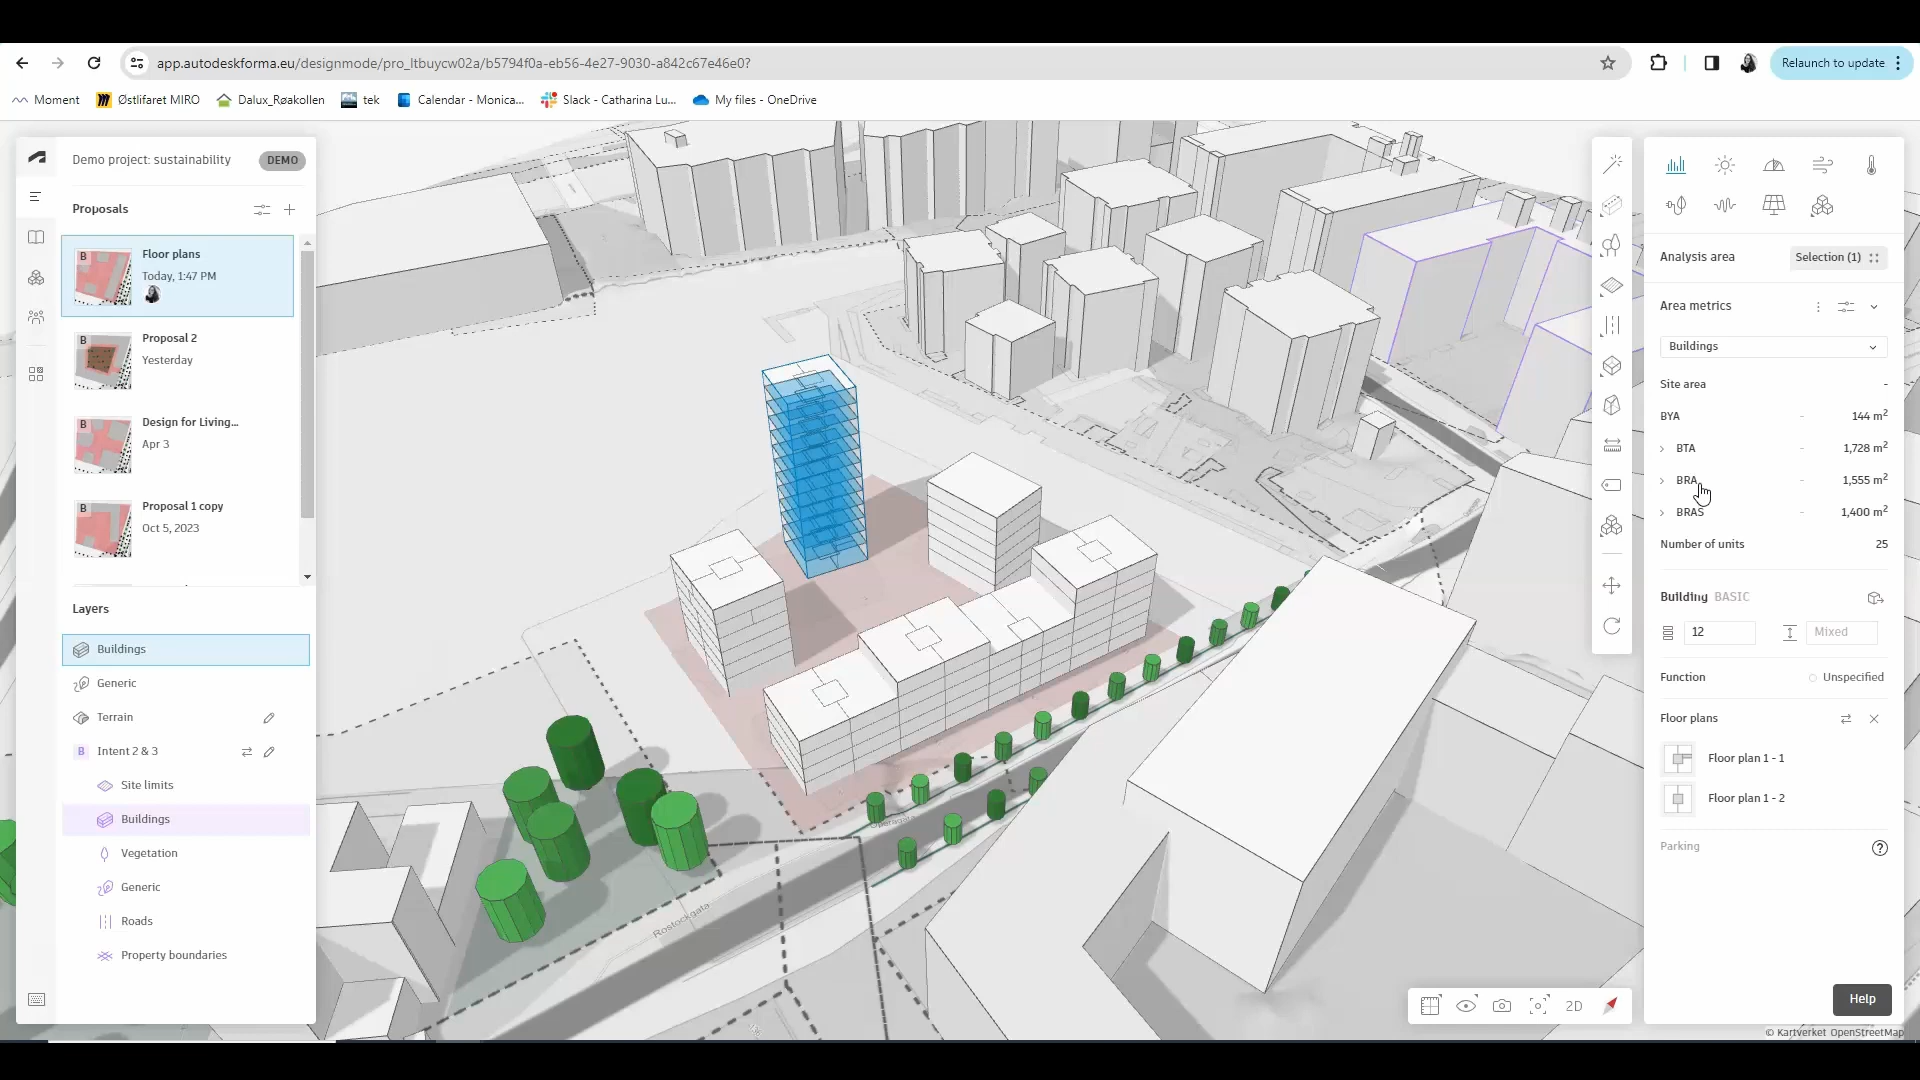 app.autodeskforma.eu/designmode/pro_ltbuycw02a/b5794f0a-eb56-4e27-9030-a842c67e46e0?
Relaunch to update
Moment
Østlifaret MIRO
Dalux_Røakollen
tek
Calendar - Monica...
Slack - Catharina Lu...
My files - OneDrive
Demo project: sustainability
DEMO
Proposals
B
Floor plans
Today, 1:47 PM
B
Proposal 2
Yesterday
B
Design for Living...
Apr 3
B
Proposal 1 copy
Oct 5, 2023
Layers
Buildings
Generic
Terrain
B Intent 2 & 3
Site limits
Buildings
Vegetation
Generic
Roads
Property boundaries
Operagata
Rostockgata
Analysis area
Selection (1)
Area metrics
Buildings
Site area -
BYA - 144 m²
BTA - 1,728 m²
BRA - 1,555 m²
BRAS - 1,400 m²
Number of units 25
Building BASIC
12
Mixed
Function
Unspecified
Floor plans
Floor plan 1 - 1
Floor plan 1 - 2
Parking
?
2D
Help
© Kartverket OpenStreetMap